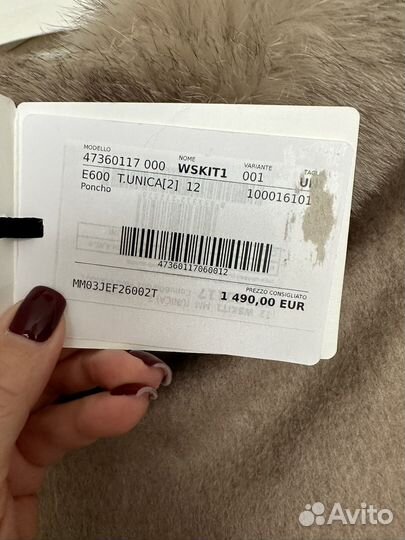 MODELLO NOME VARIANTE
47360117 000 WSKIT1 001
E600 T.UNICA[2] 12 100016101
Poncho
47360117060012
PREZZO CONSIGLIATO
MM03JEF26002T 1 490,00 EUR
Avito